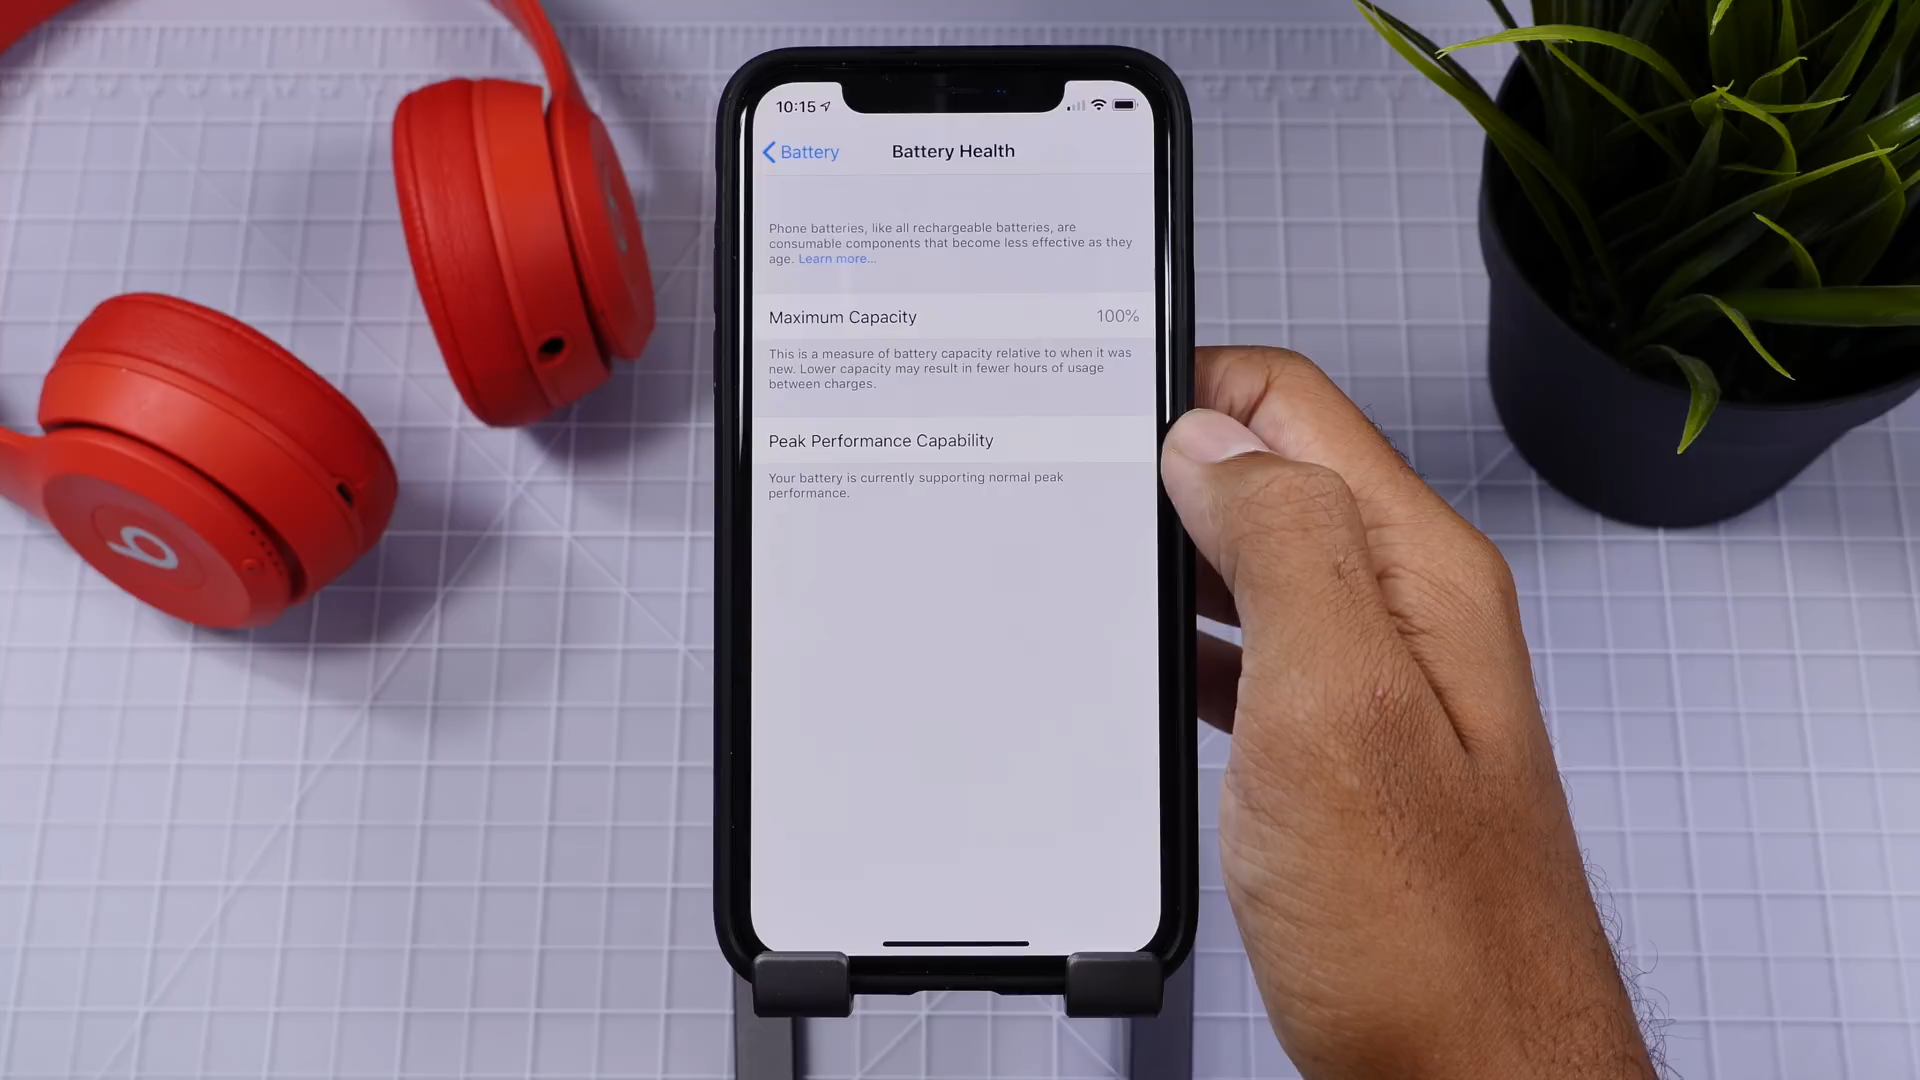 10:15
Battery
Battery Health
Phone batteries, like all rechargeable batteries, are
consumable components that become less effective as they
age. Learn more...
Maximum Capacity 100%
This is a measure of battery capacity relative to when it was
new. Lower capacity may result in fewer hours of usage
between charges.
Peak Performance Capability
Your battery is currently supporting normal peak
performance.